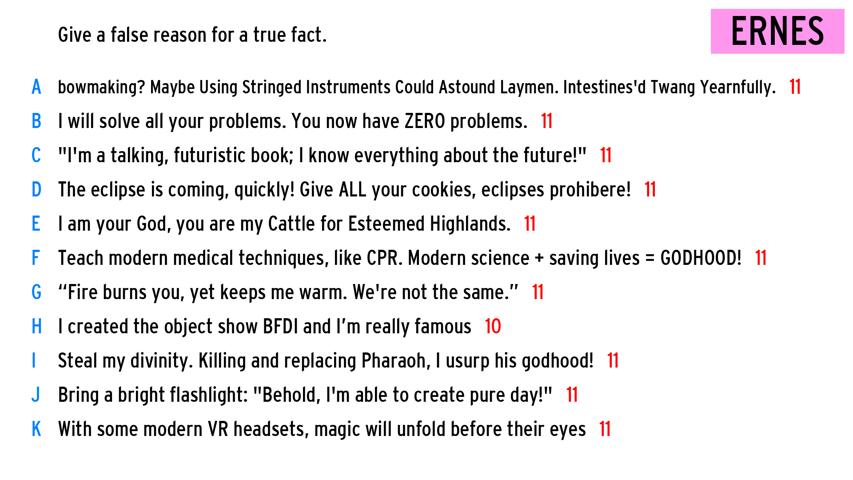 Give a false reason for a true fact.
ERNES
A bowmaking? Maybe Using Stringed Instruments Could Astound Laymen. Intestines'd Twang Yearnfully. 11
B I will solve all your problems. You now have ZERO problems. 11
C "I'm a talking, futuristic book; I know everything about the future!" 11
D The eclipse is coming, quickly! Give ALL your cookies, eclipses prohibere! 11
E I am your God, you are my Cattle for Esteemed Highlands. 11
F Teach modern medical techniques, like CPR. Modern science + saving lives = GODHOOD! 11
G “Fire burns you, yet keeps me warm. We're not the same.” 11
H I created the object show BFDI and I’m really famous 10
I Steal my divinity. Killing and replacing Pharaoh, I usurp his godhood! 11
J Bring a bright flashlight: "Behold, I'm able to create pure day!" 11
K With some modern VR headsets, magic will unfold before their eyes 11